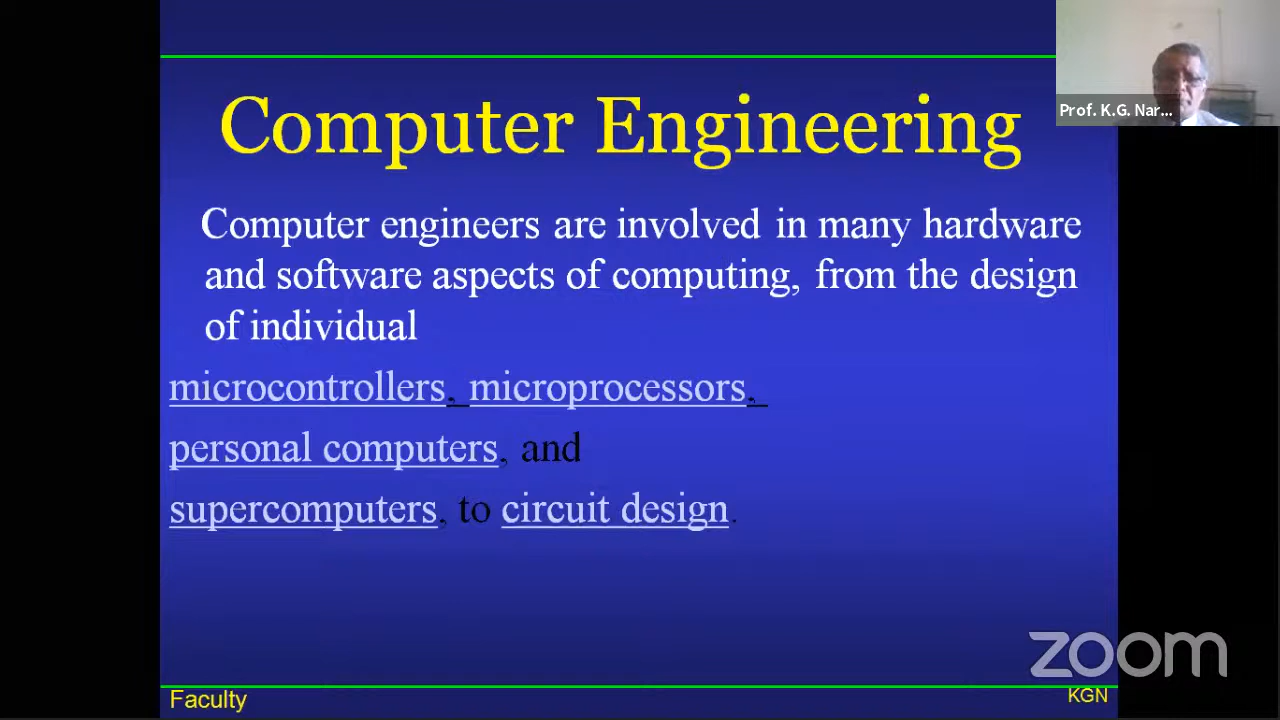 Prof. K.G. Nar...
Computer Engineering
Computer engineers are involved in many hardware
and software aspects of computing, from the design
of individual
microcontrollers, microprocessors,
personal computers, and
supercomputers, to circuit design.
zoom
Faculty
KGN